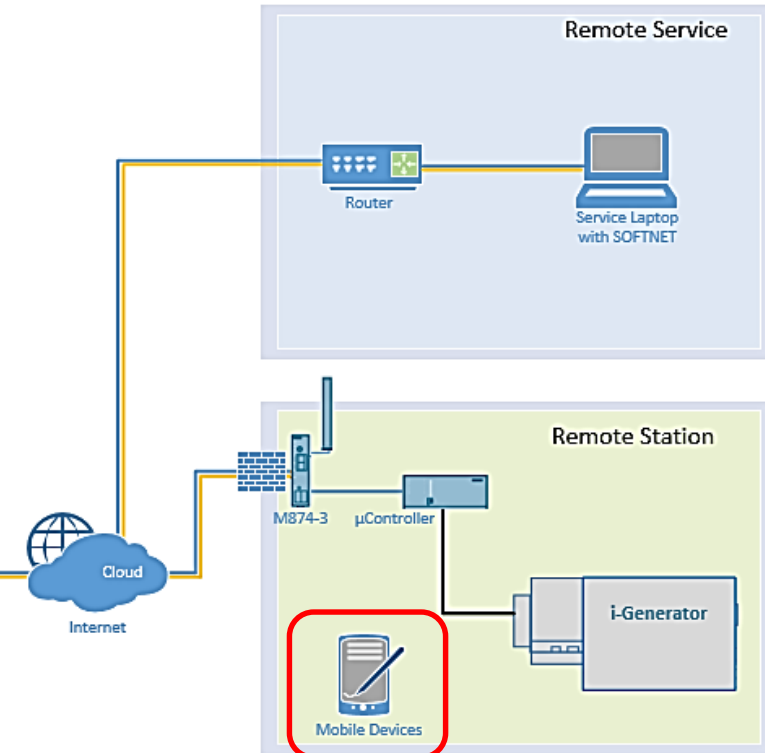 Remote Service
Router
Service Laptop
with SOFTNET
Remote Station
M874-3
µController
Cloud
i-Generator
Internet
Mobile Devices